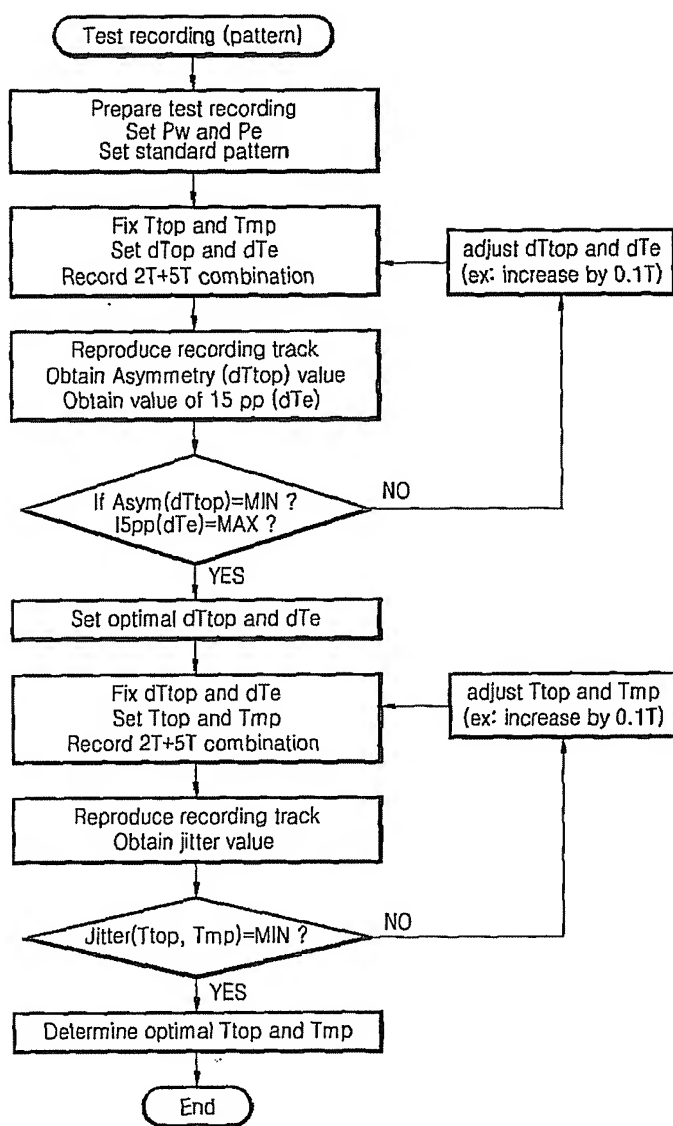 Test recording (pattern)
Prepare test recording
Set Pw and Pe
Set standard pattern
Fix Ttop and Tmp
Set dTop and dTe
Record 2T+5T combination
adjust dTtop and dTe
(ex: increase by 0.1T)
Reproduce recording track
Obtain Asymmetry (dTtop) value
Obtain value of 15 pp (dTe)
If Asym(dTtop)=MIN ?
I5pp(dTe)=MAX ?
NO
YES
Set optimal dTtop and dTe
Fix dTtop and dTe
Set Ttop and Tmp
Record 2T+5T combination
adjust Ttop and Tmp
(ex: increase by 0.1T)
Reproduce recording track
Obtain jitter value
Jitter(Ttop, Tmp)=MIN ?
NO
YES
Determine optimal Ttop and Tmp
End